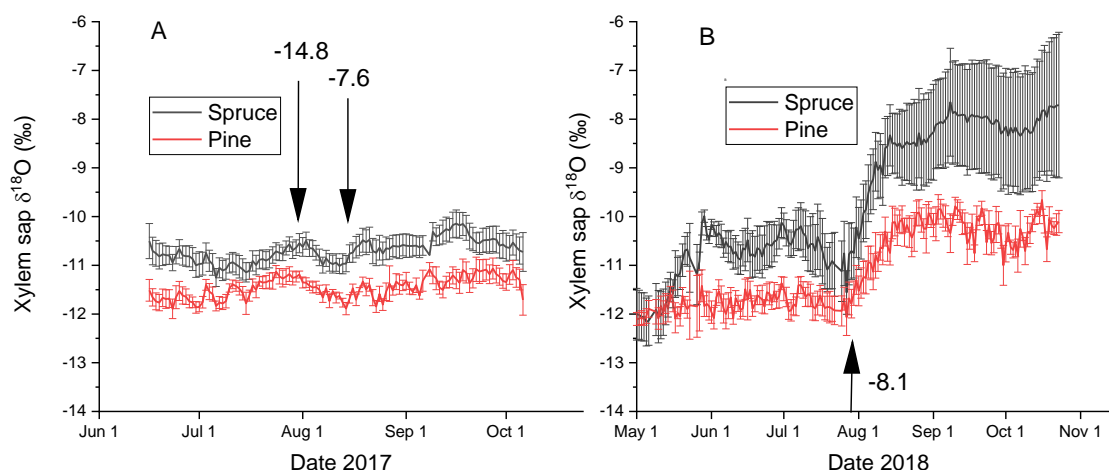 A
-14.8
-7.6
Spruce
Pine
Xylem sap δ¹⁸O (‰)
-6
-7
-8
-9
-10
-11
-12
-13
-14
Jun 1
Jul 1
Aug 1
Sep 1
Oct 1
Date 2017
B
Spruce
Pine
-8.1
Xylem sap δ¹⁸O (‰)
-6
-7
-8
-9
-10
-11
-12
-13
-14
May 1
Jun 1
Jul 1
Aug 1
Sep 1
Oct 1
Nov 1
Date 2018